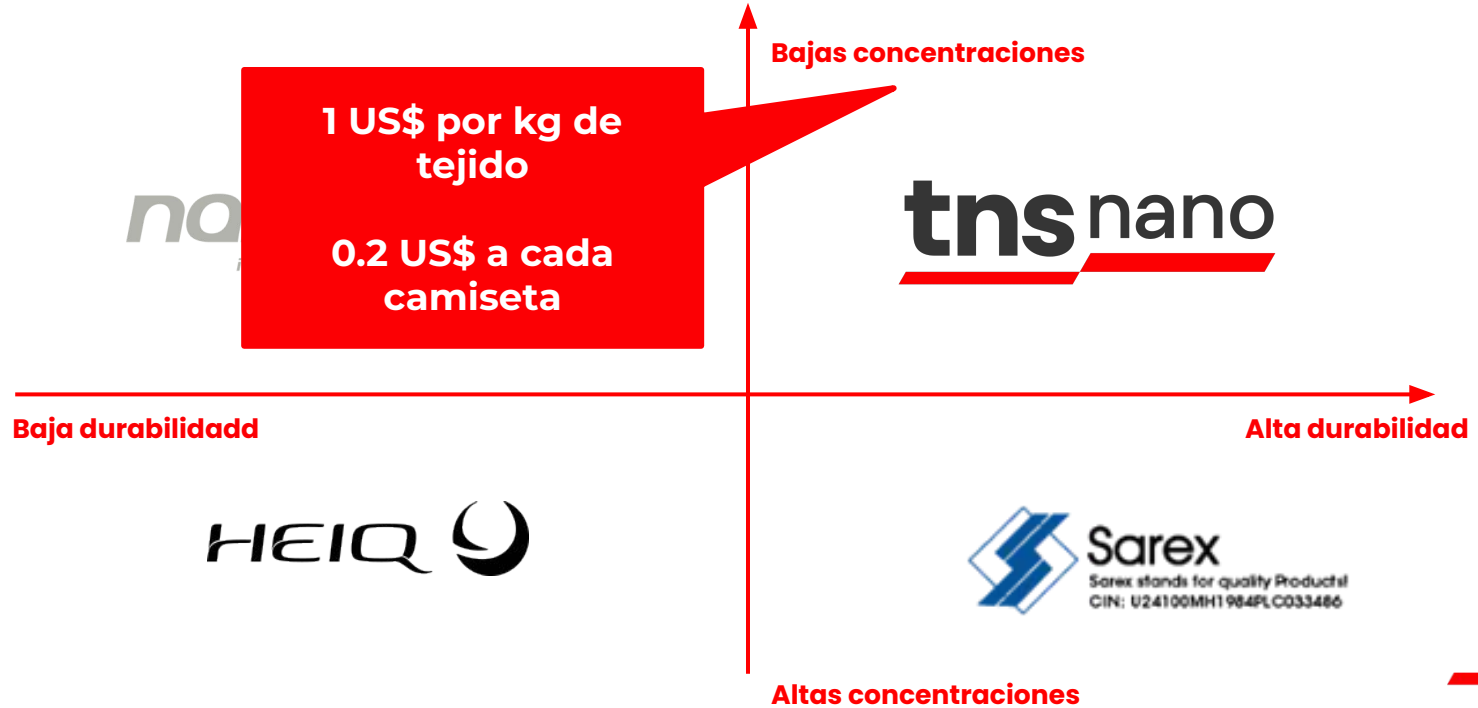 Bajas concentraciones
1 US$ por kg de
tejido
0.2 US$ a cada
camiseta
tnsnano
Baja durabilidadd
Alta durabilidad
HEIQ
Sarex
Sarex stands for quality Products!
CIN: U24100MH1984PLC033486
Altas concentraciones